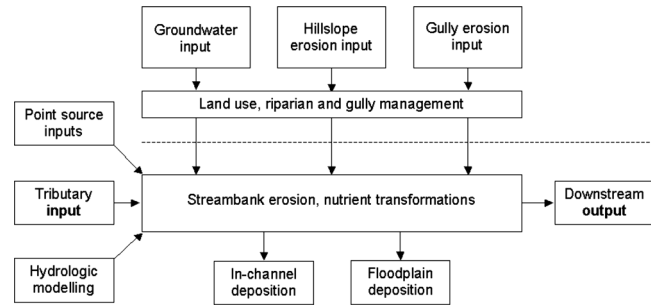 Groundwater
input
Hillslope
erosion input
Gully erosion
input
Land use, riparian and gully management
Point source
inputs
Tributary
input
Streambank erosion, nutrient transformations
Downstream
output
Hydrologic
modelling
In-channel
deposition
Floodplain
deposition